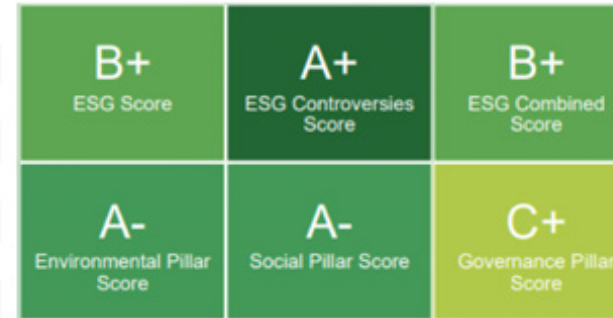 B+
ESG Score
A+
ESG Controversies
Score
B+
ESG Combined
Score
A-
Environmental Pillar
Score
A-
Social Pillar Score
C+
Governance Pillar
Score